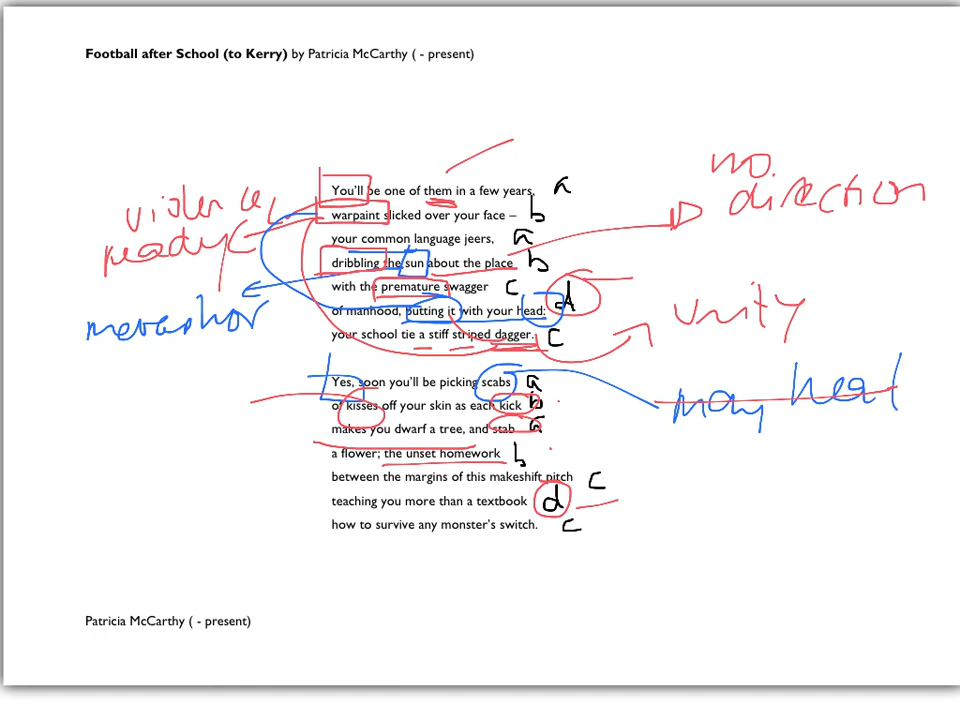 Football after School (to Kerry) by Patricia McCarthy ( - present)
no.
direction
You'll be one of them in a few years, a
violence
warpaint slicked over your face – b
ready
your common language jeers, a
dribbling the sun about the place b
with the premature swagger c
of manhood, butting it with your head: d
metaphor
unity
your school tie a stiff striped dagger. c
Yes, soon you'll be picking scabs a
may heal
of kisses off your skin as each kick b
makes you dwarf a tree, and stab a
a flower; the unset homework b
between the margins of this makeshift pitch c
teaching you more than a textbook d
how to survive any monster's switch. c
Patricia McCarthy ( - present)